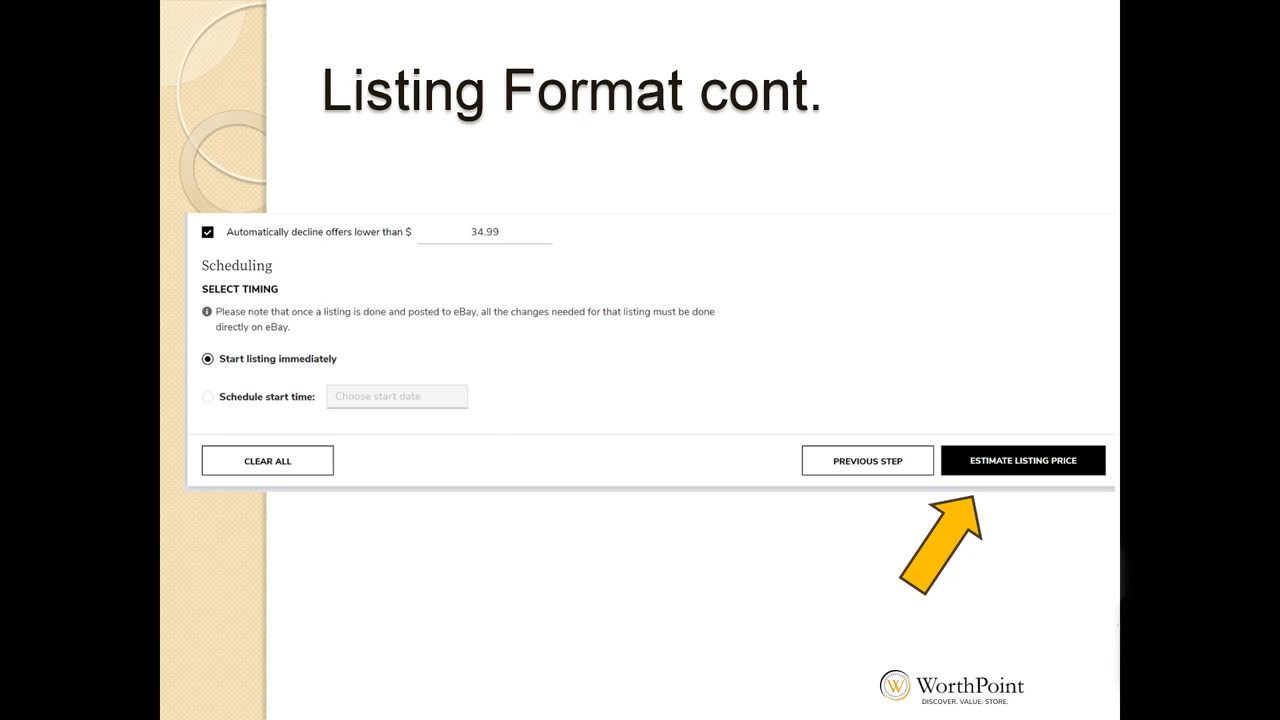 Listing Format cont.
Automatically decline offers lower than $ 34.99
Scheduling
SELECT TIMING
Please note that once a listing is done and posted to eBay, all the changes needed for that listing must be done
directly on eBay.
Start listing immediately
Schedule start time: Choose start date
CLEAR ALL PREVIOUS STEP ESTIMATE LISTING PRICE
W WorthPoint
DISCOVER. VALUE. STORE.